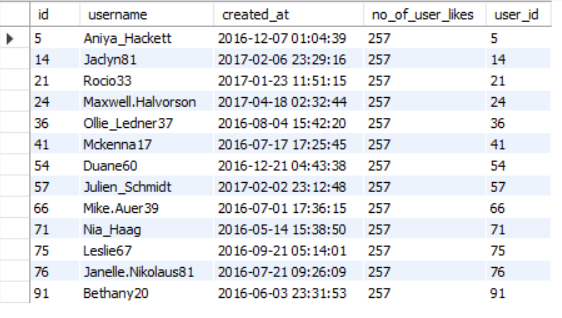 id username created_at no_of_user_likes user_id
5 Aniya_Hackett 2016-12-07 01:04:39 257 5
14 Jaclyn81 2017-02-06 23:29:16 257 14
21 Rocio33 2017-01-23 11:51:15 257 21
24 Maxwell.Halvorson 2017-04-18 02:32:44 257 24
36 Ollie_Ledner37 2016-08-04 15:42:20 257 36
41 Mckenna17 2016-07-17 17:25:45 257 41
54 Duane60 2016-12-21 04:43:38 257 54
57 Julien_Schmidt 2017-02-02 23:12:48 257 57
66 Mike.Auer39 2016-07-01 17:36:15 257 66
71 Nia_Haag 2016-05-14 15:38:50 257 71
75 Leslie67 2016-09-21 05:14:01 257 75
76 Janelle.Nikolaus81 2016-07-21 09:26:09 257 76
91 Bethany20 2016-06-03 23:31:53 257 91